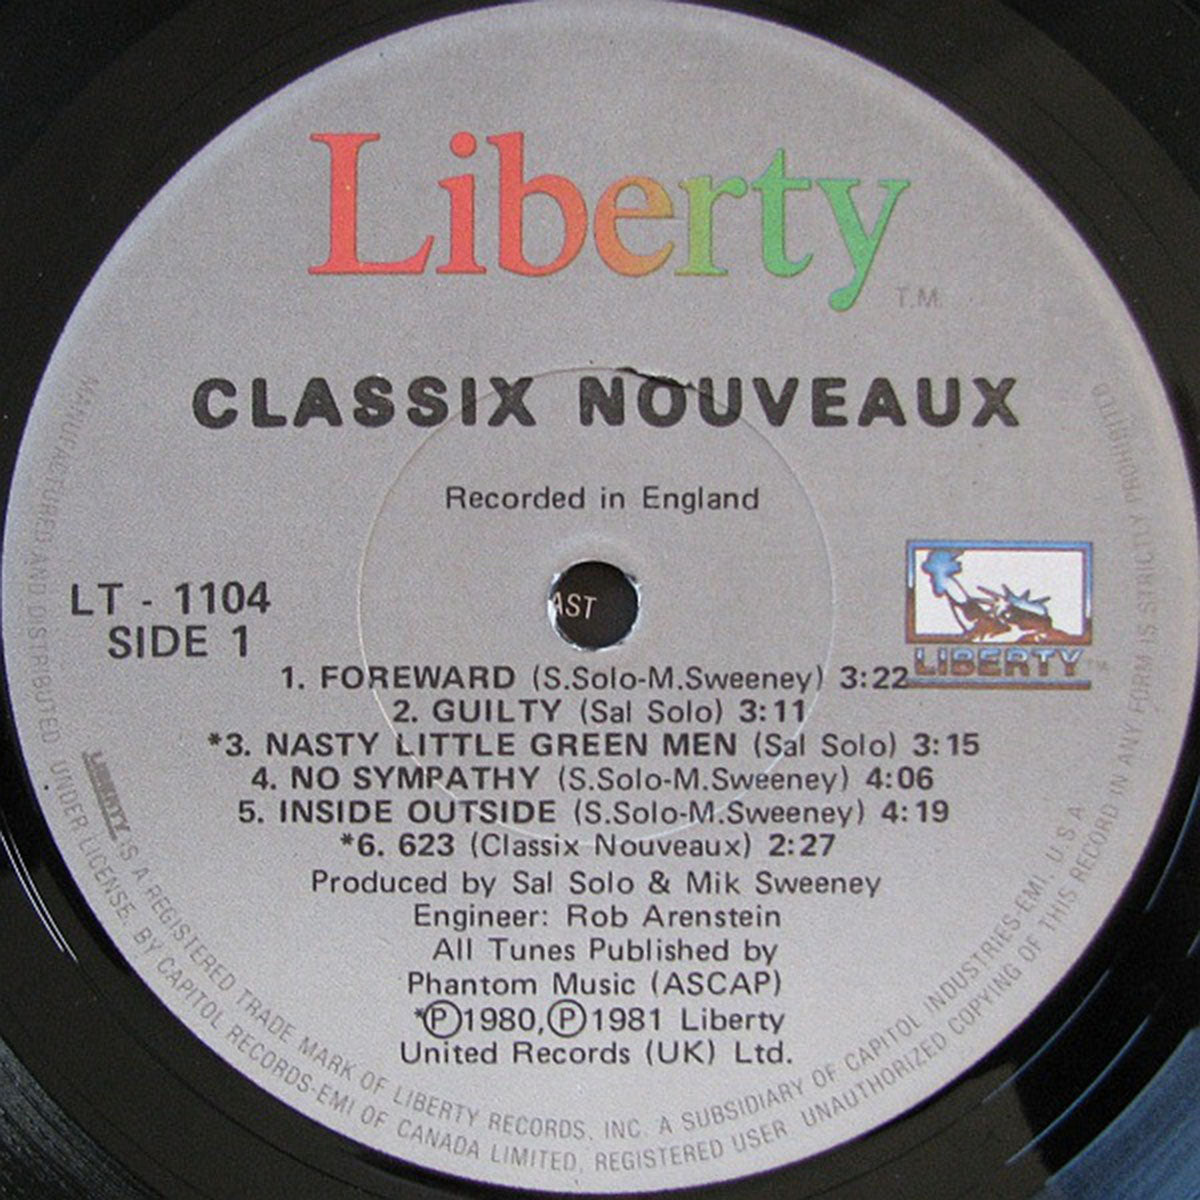 Liberty
T.M.
CLASSIX NOUVEAUX
Recorded in England
LT - 1104
SIDE 1
AST
LIBERTY
TM
1. FOREWARD (S.Solo-M.Sweeney) 3:22
2. GUILTY (Sal Solo) 3:11
*3. NASTY LITTLE GREEN MEN (Sal Solo) 3:15
4. NO SYMPATHY (S.Solo-M.Sweeney) 4:06
5. INSIDE OUTSIDE (S.Solo-M.Sweeney) 4:19
*6. 623 (Classix Nouveaux) 2:27
Produced by Sal Solo & Mik Sweeney
Engineer: Rob Arenstein
All Tunes Published by
Phantom Music (ASCAP)
*Ⓟ1980,Ⓟ1981 Liberty
United Records (UK) Ltd.
LIBERTY IS A REGISTERED TRADE MARK OF LIBERTY RECORDS, INC. A SUBSIDIARY OF CAPITOL INDUSTRIES-EMI, U.S.A.
MANUFACTURED AND DISTRIBUTED UNDER LICENSE, BY CAPITOL RECORDS-EMI OF CANADA LIMITED, REGISTERED USER UNAUTHORIZED COPYING OF THIS RECORD IN ANY FORM IS STRICTLY PROHIBITED